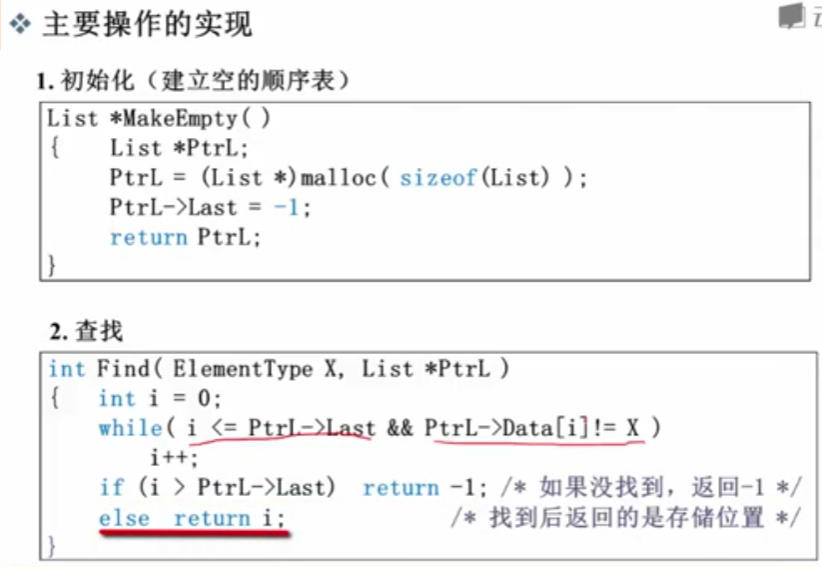 主要操作的实现
1. 初始化（建立空的顺序表）
List *MakeEmpty( )
{ List *PtrL;
PtrL = (List *)malloc( sizeof(List) );
PtrL->Last = -1;
return PtrL;
}
2. 查找
int Find( ElementType X, List *PtrL )
{ int i = 0;
while( i <= PtrL->Last && PtrL->Data[i]!= X )
i++;
if (i > PtrL->Last) return -1; /* 如果没找到，返回-1 */
else return i; /* 找到后返回的是存储位置 */
}